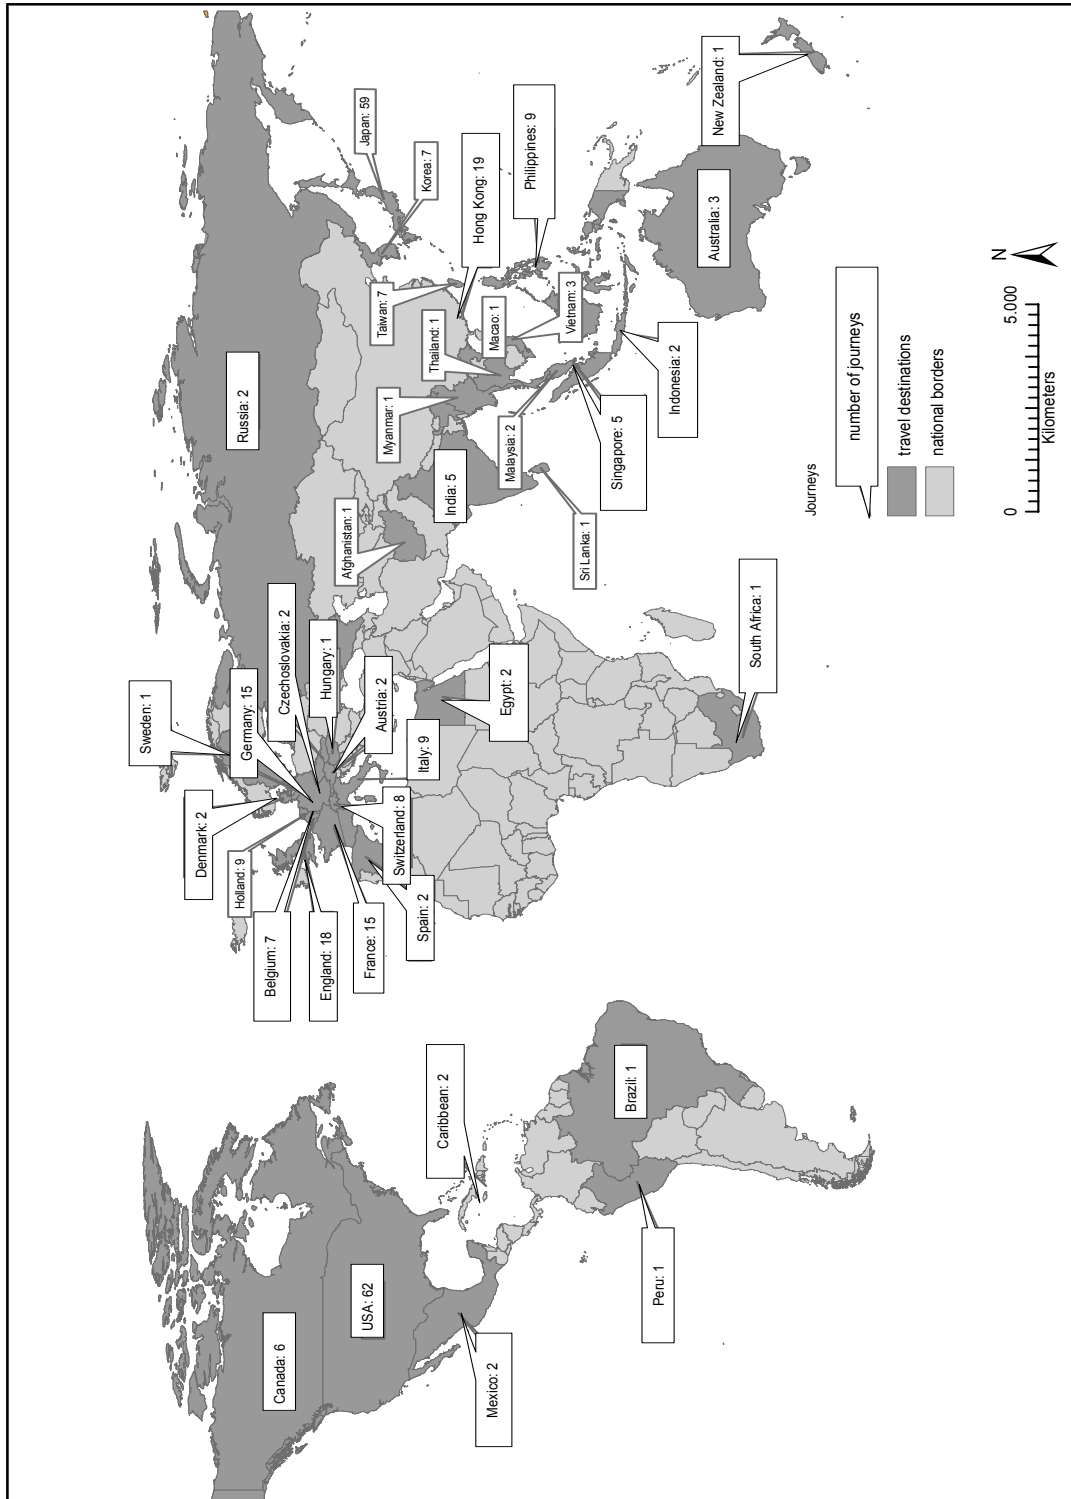 Canada: 6
USA: 62
Mexico: 2
Caribbean: 2
Peru: 1
Brazil: 1
Sweden: 1
Denmark: 2
Germany: 15
Holland: 9
Czechoslovakia: 2
Belgium: 7
England: 18
Hungary: 1
France: 15
Austria: 2
Spain: 2
Switzerland: 8
Italy: 9
Egypt: 2
South Africa: 1
Russia: 2
Afghanistan: 1
India: 5
Sri Lanka: 1
Myanmar: 1
Thailand: 1
Taiwan: 7
Japan: 59
Korea: 7
Hong Kong: 19
Macao: 1
Philippines: 9
Vietnam: 3
Malaysia: 2
Singapore: 5
Indonesia: 2
Australia: 3
New Zealand: 1
Journeys
number of journeys
travel destinations
national borders
N
0
5.000
Kilometers